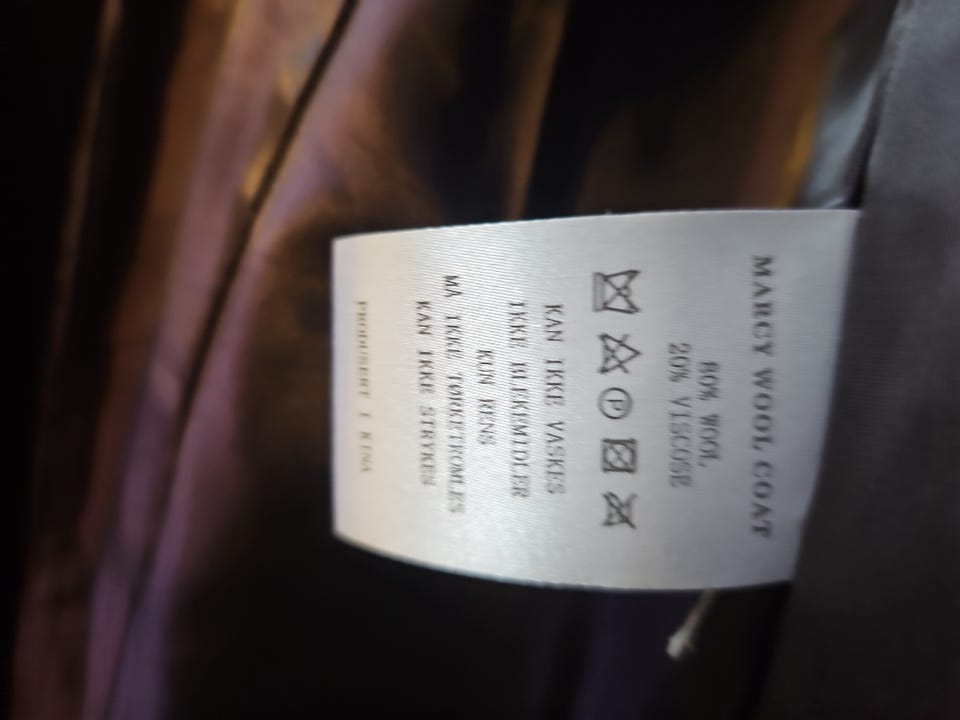 MARCY WOOL COAT
80% WOOL
20% VISCOSE
P
KAN IKKE VASKES
IKKE BLEKEMIDLER
KUN RENS
MÅ IKKE TØRKETROMLES
KAN IKKE STRYKES
PRODUSERT I KINA